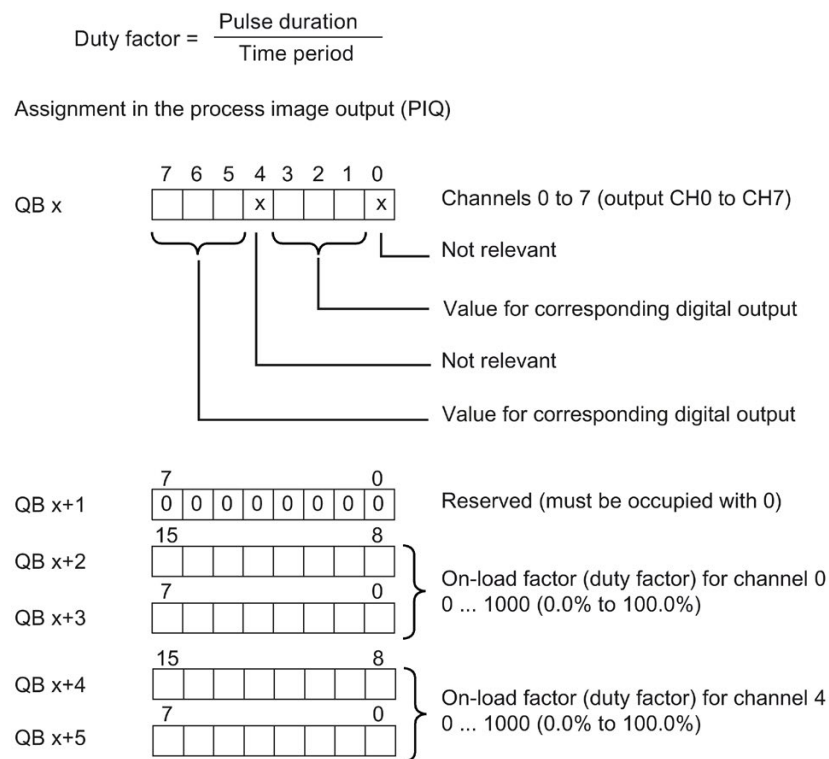 Duty factor = Pulse duration
Time period
Assignment in the process image output (PIQ)
7 6 5 4 3 2 1 0
QB x x x Channels 0 to 7 (output CH0 to CH7)
Not relevant
Value for corresponding digital output
Not relevant
Value for corresponding digital output
7 0
QB x+1 0 0 0 0 0 0 0 0 Reserved (must be occupied with 0)
15 8
QB x+2
On-load factor (duty factor) for channel 0
7 0
0 ... 1000 (0.0% to 100.0%)
QB x+3
15 8
QB x+4
On-load factor (duty factor) for channel 4
7 0
0 ... 1000 (0.0% to 100.0%)
QB x+5